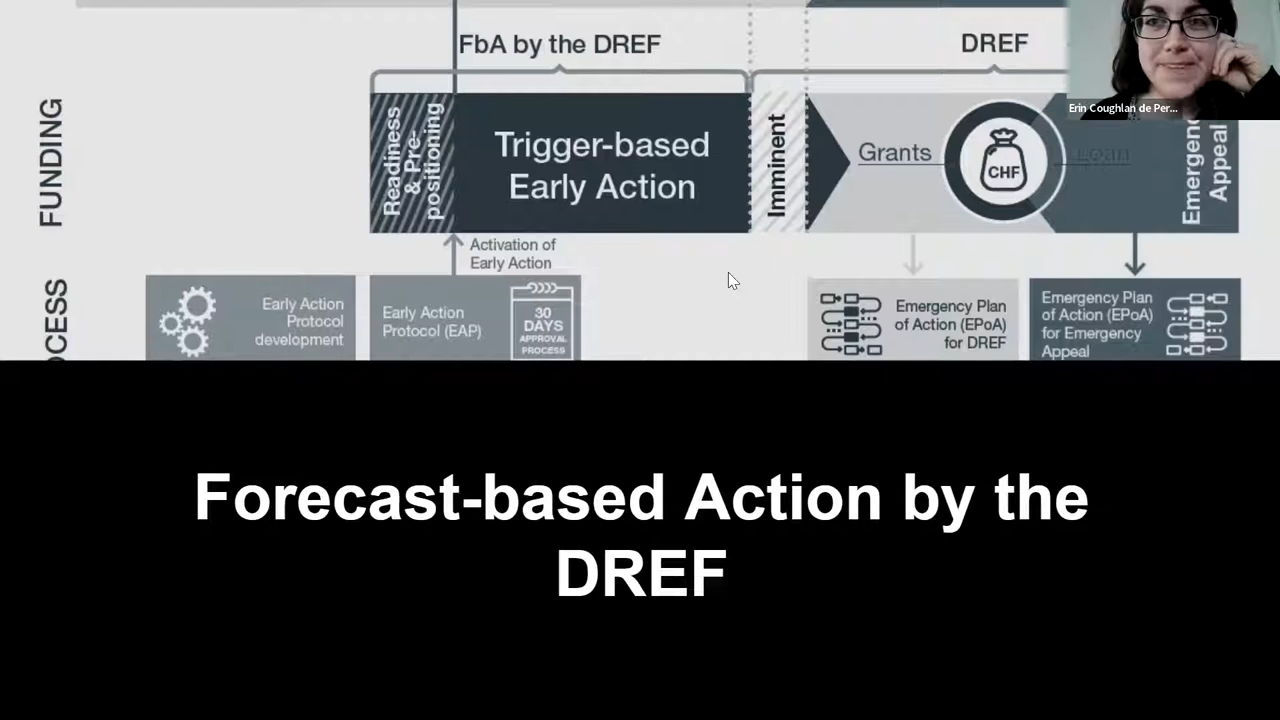 FbA by the DREF
DREF
Erin Coughlan de Per...
FUNDING
Readiness
& Pre-
positioning
Trigger-based
Early Action
Imminent
Grants
CHF
Loan
Appeal
Activation of
Early Action
Early Action
Protocol
development
Early Action
Protocol (EAP)
30
DAYS
APPROVAL
PROCESS
Emergency Plan
of Action (EPoA)
for DREF
Emergency Plan
of Action (EPoA)
for Emergency
Appeal
Forecast-based Action by the
DREF